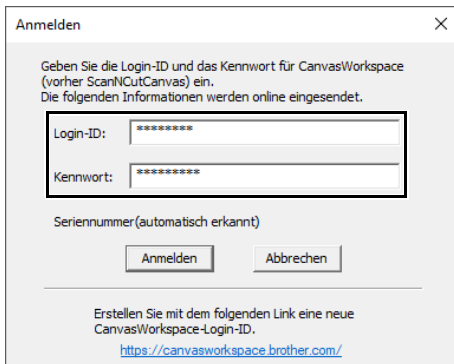 Anmelden
Geben Sie die Login-ID und das Kennwort für CanvasWorkspace
(vorher ScanNCutCanvas) ein.
Die folgenden Informationen werden online eingesendet.
Login-ID: ********
Kennwort: *********
Seriennummer(automatisch erkannt)
Anmelden Abbrechen
Erstellen Sie mit dem folgenden Link eine neue
CanvasWorkspace-Login-ID.
https://canvasworkspace.brother.com/